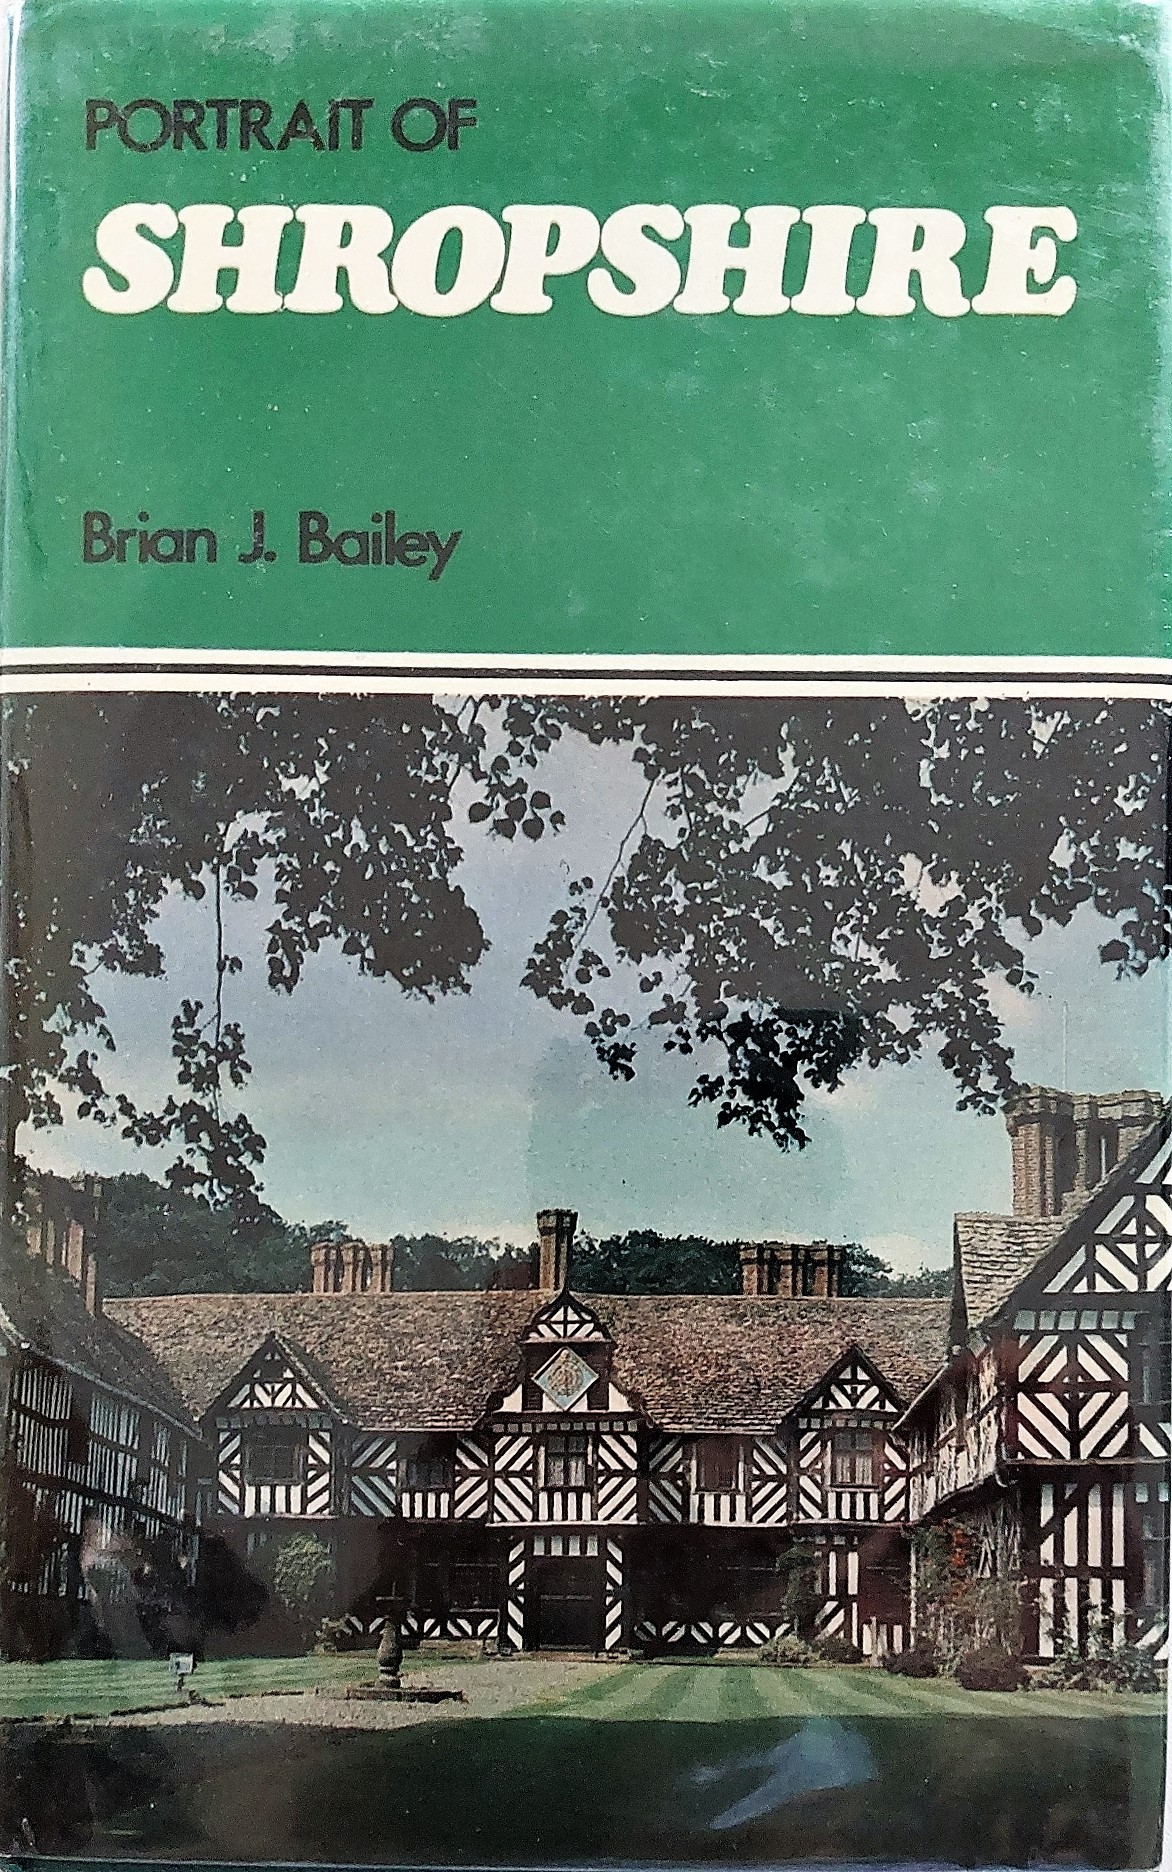 PORTRAIT OF
SHROPSHIRE
Brian J. Bailey